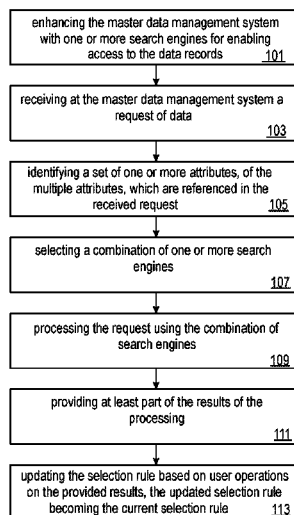 enhancing the master data management system
with one or more search engines for enabling
access to the data records 101
receiving at the master data management system a
request of data
103
identifying a set of one or more attributes, of the
multiple attributes, which are referenced in the
received request 105
selecting a combination of one or more search
engines
107
processing the request using the combination of
search engines
109
providing at least part of the results of the
processing
111
updating the selection rule based on user operations
on the provided results, the updated selection rule
becoming the current selection rule 113